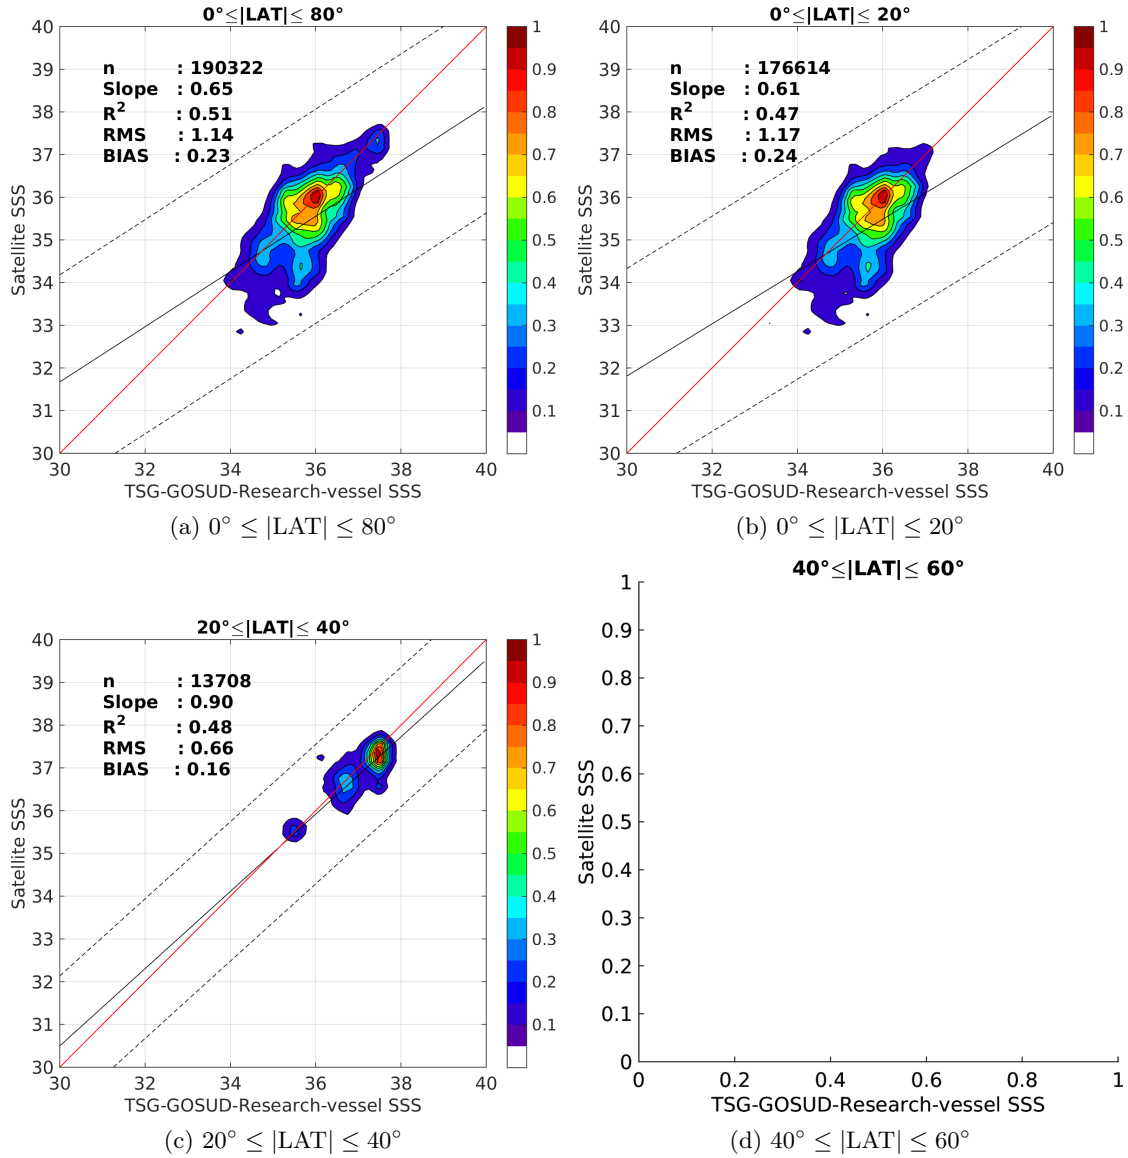 0°≤|LAT|≤ 80°
n : 190322
Slope : 0.65
R² : 0.51
RMS : 1.14
BIAS : 0.23
40
39
38
37
36
35
34
33
32
31
30
30 32 34 36 38 40
Satellite SSS
TSG-GOSUD-Research-vessel SSS
1
0.9
0.8
0.7
0.6
0.5
0.4
0.3
0.2
0.1
(a) 0° ≤ |LAT| ≤ 80°
0°≤|LAT|≤ 20°
n : 176614
Slope : 0.61
R² : 0.47
RMS : 1.17
BIAS : 0.24
40
39
38
37
36
35
34
33
32
31
30
30 32 34 36 38 40
Satellite SSS
TSG-GOSUD-Research-vessel SSS
1
0.9
0.8
0.7
0.6
0.5
0.4
0.3
0.2
0.1
(b) 0° ≤ |LAT| ≤ 20°
20°≤|LAT|≤ 40°
n : 13708
Slope : 0.90
R² : 0.48
RMS : 0.66
BIAS : 0.16
40
39
38
37
36
35
34
33
32
31
30
30 32 34 36 38 40
Satellite SSS
TSG-GOSUD-Research-vessel SSS
1
0.9
0.8
0.7
0.6
0.5
0.4
0.3
0.2
0.1
(c) 20° ≤ |LAT| ≤ 40°
40°≤|LAT|≤ 60°
1
0.9
0.8
0.7
0.6
0.5
0.4
0.3
0.2
0.1
0
0 0.2 0.4 0.6 0.8 1
Satellite SSS
TSG-GOSUD-Research-vessel SSS
(d) 40° ≤ |LAT| ≤ 60°